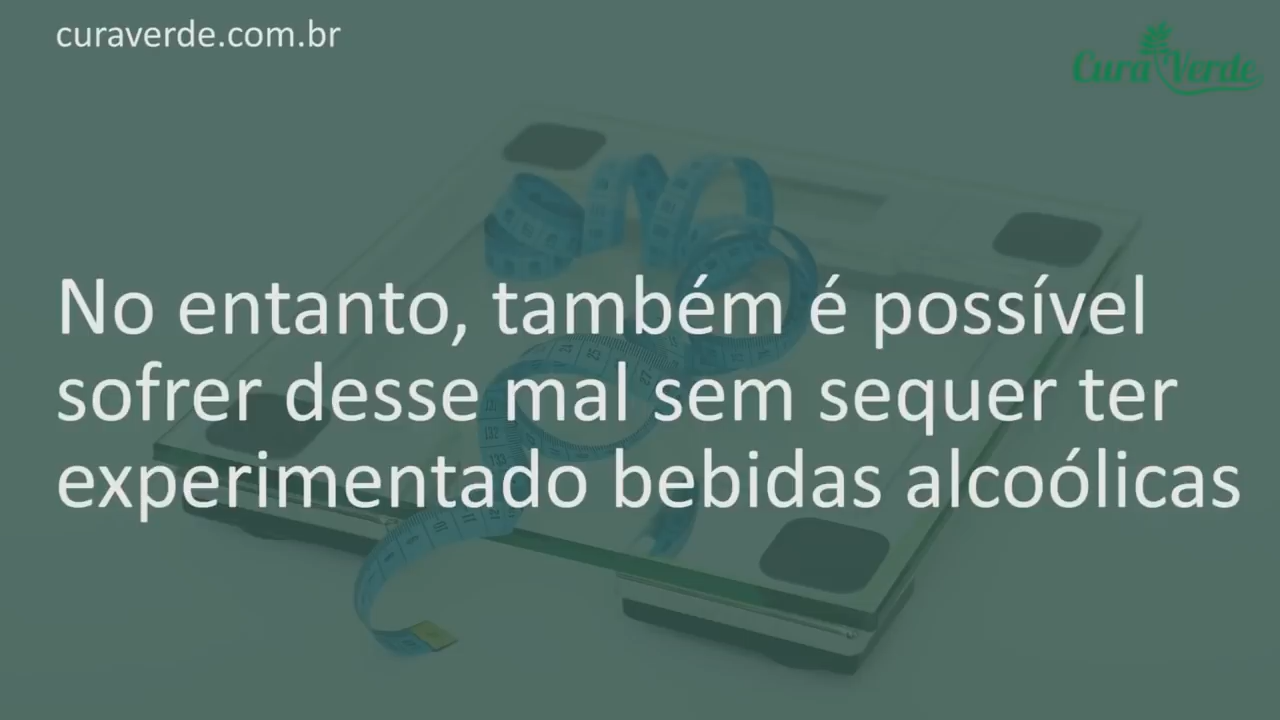 curaverde.com.br
Cura Verde
No entanto, também é possível
sofrer desse mal sem sequer ter
experimentado bebidas alcoólicas